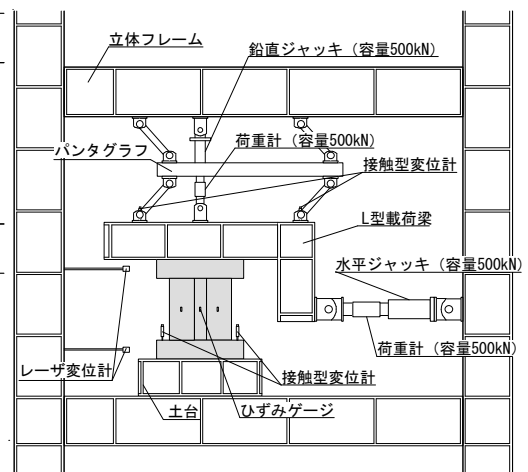 立体フレーム
鉛直ジャッキ（容量500kN）
荷重計（容量500kN）
パンタグラフ
接触型変位計
L型載荷梁
水平ジャッキ（容量500kN）
荷重計（容量500kN）
レーザ変位計
接触型変位計
土台
ひずみゲージ